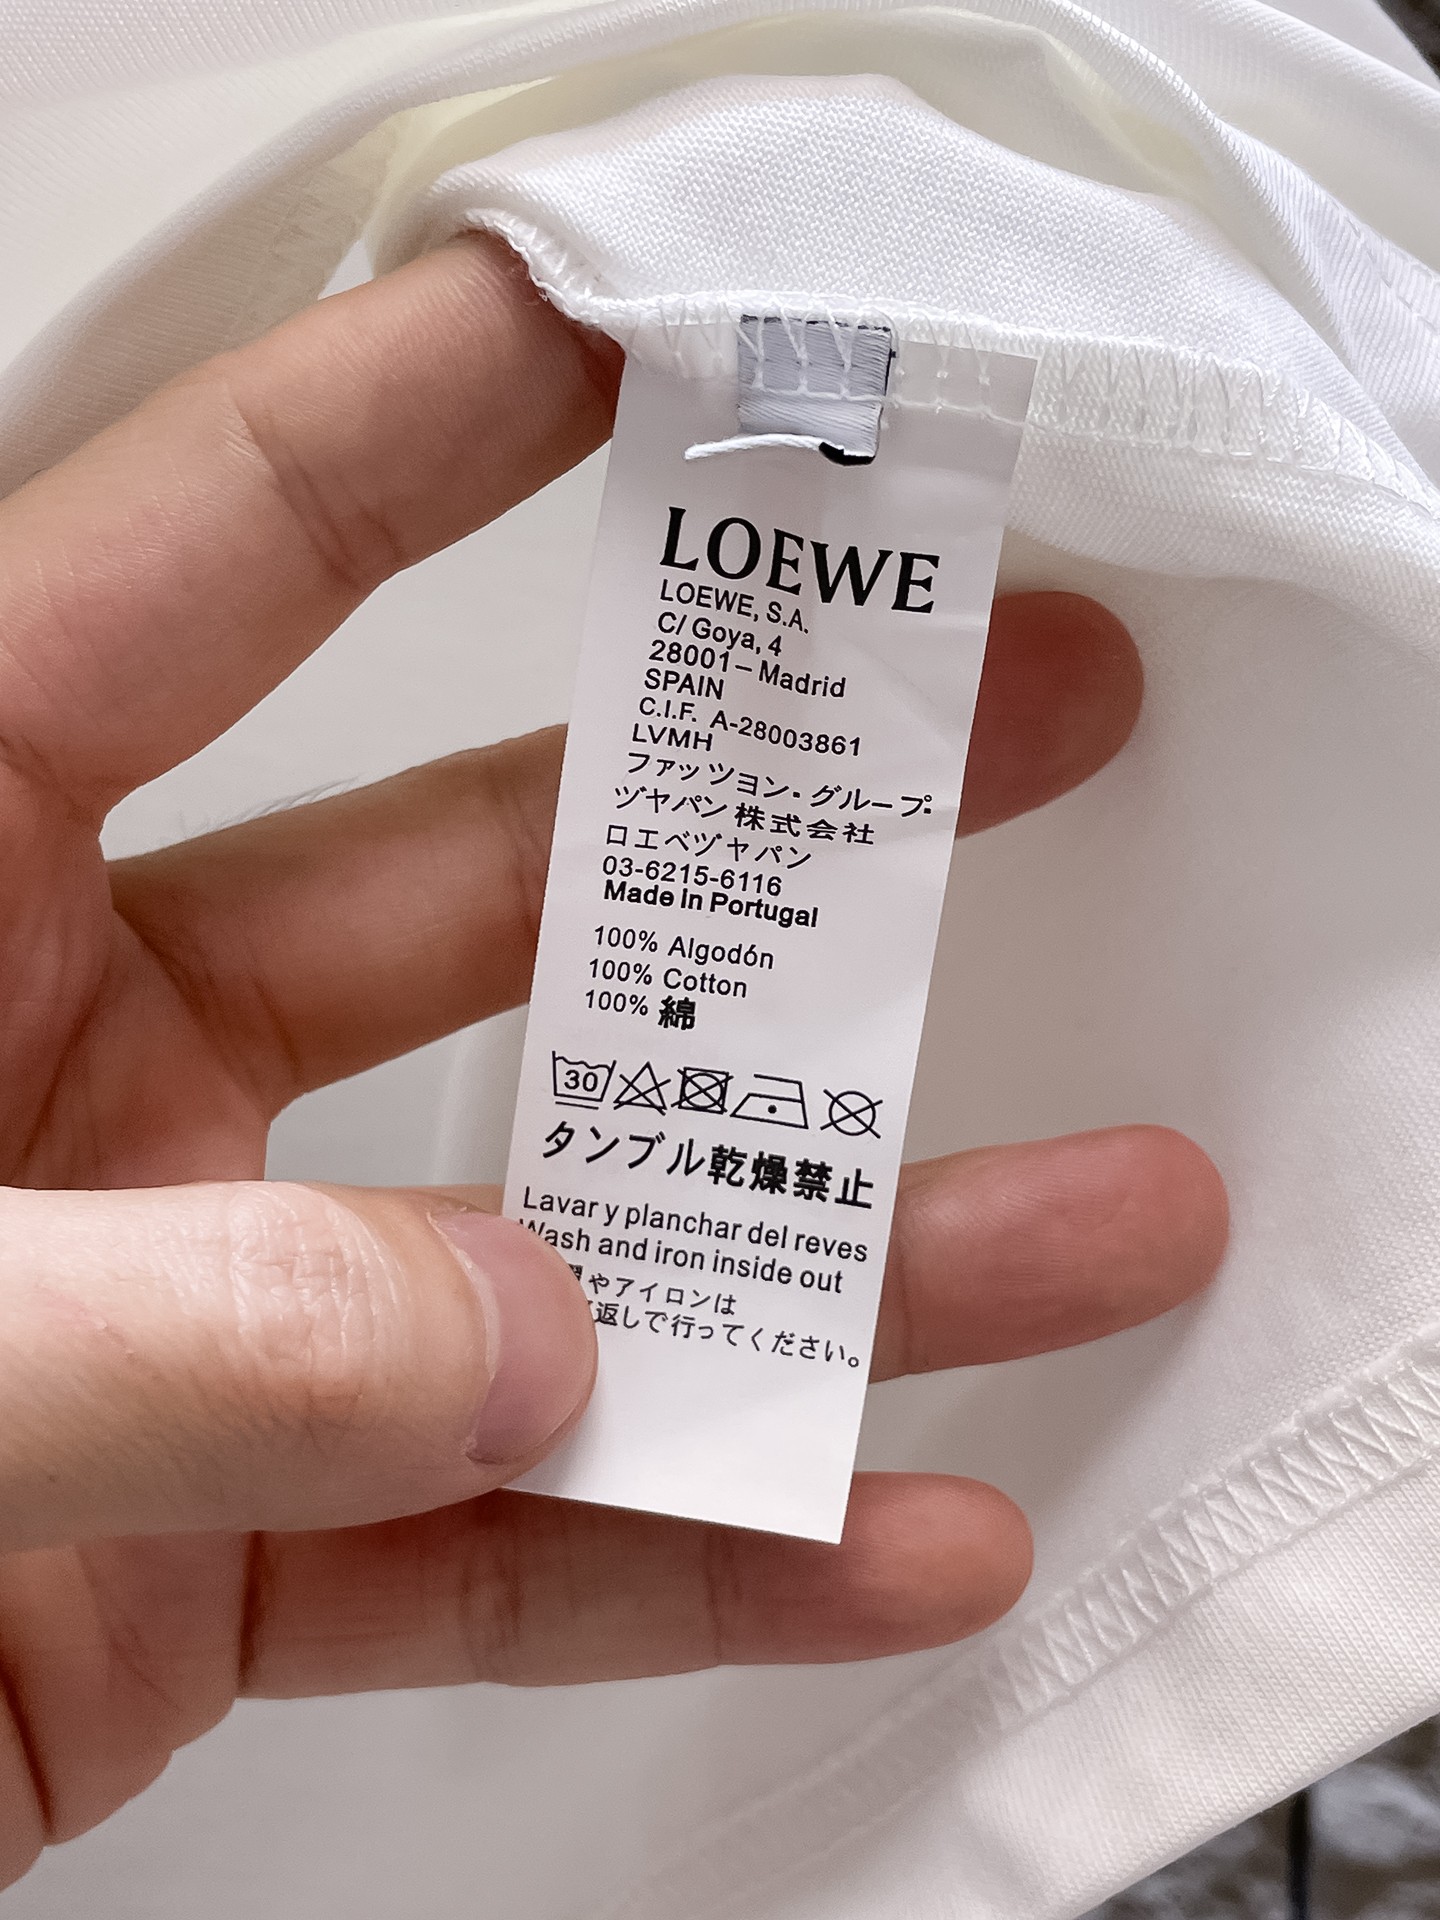 LOEWE
LOEWE, S.A.
C/ Goya, 4
28001 – Madrid
SPAIN
C.I.F. A-28003861
LVMH
ファッツヨン・グループ・
ヅヤパン 株式会社
ロエベヅヤパン
03-6215-6116
Made in Portugal
100% Algodón
100% Cotton
100% 綿
30
タンブル乾燥禁止
Lavar y planchar del reves
Wash and iron inside out
やアイロンは
返しで行ってください。